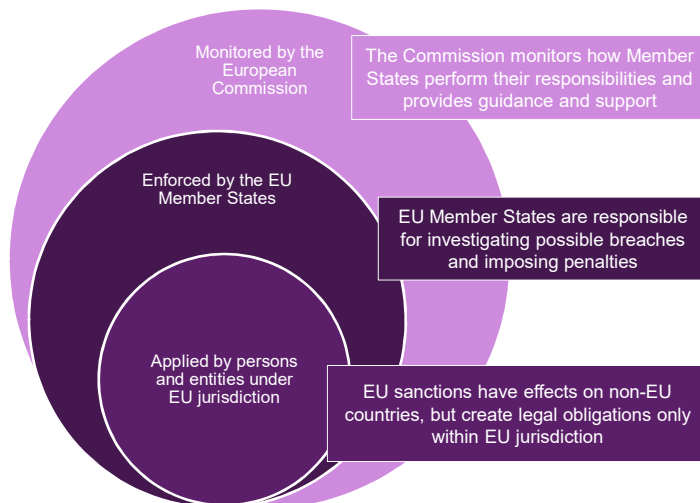 Monitored by the
European
Commission
The Commission monitors how Member
States perform their responsibilities and
provides guidance and support
Enforced by the EU
Member States
EU Member States are responsible
for investigating possible breaches
and imposing penalties
Applied by persons
and entities under
EU jurisdiction
EU sanctions have effects on non-EU
countries, but create legal obligations only
within EU jurisdiction